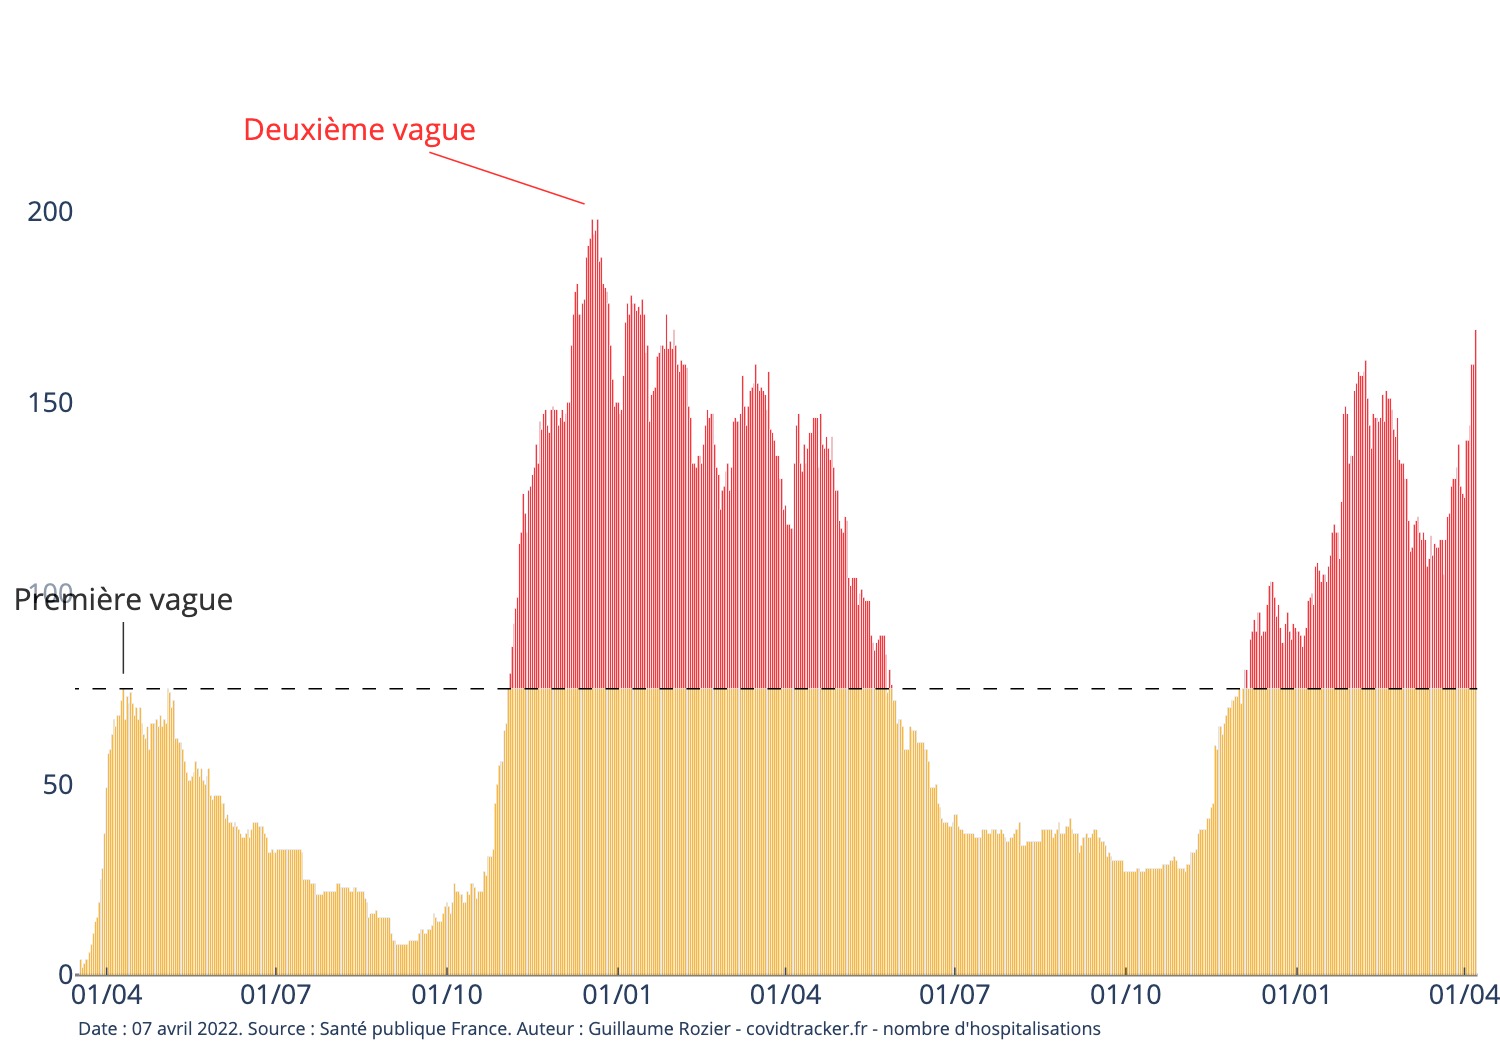 Deuxième vague
200
150
100
Première vague
50
0
01/04 01/07 01/10 01/01 01/04 01/07 01/10 01/01 01/04
Date : 07 avril 2022. Source : Santé publique France. Auteur : Guillaume Rozier - covidtracker.fr - nombre d'hospitalisations